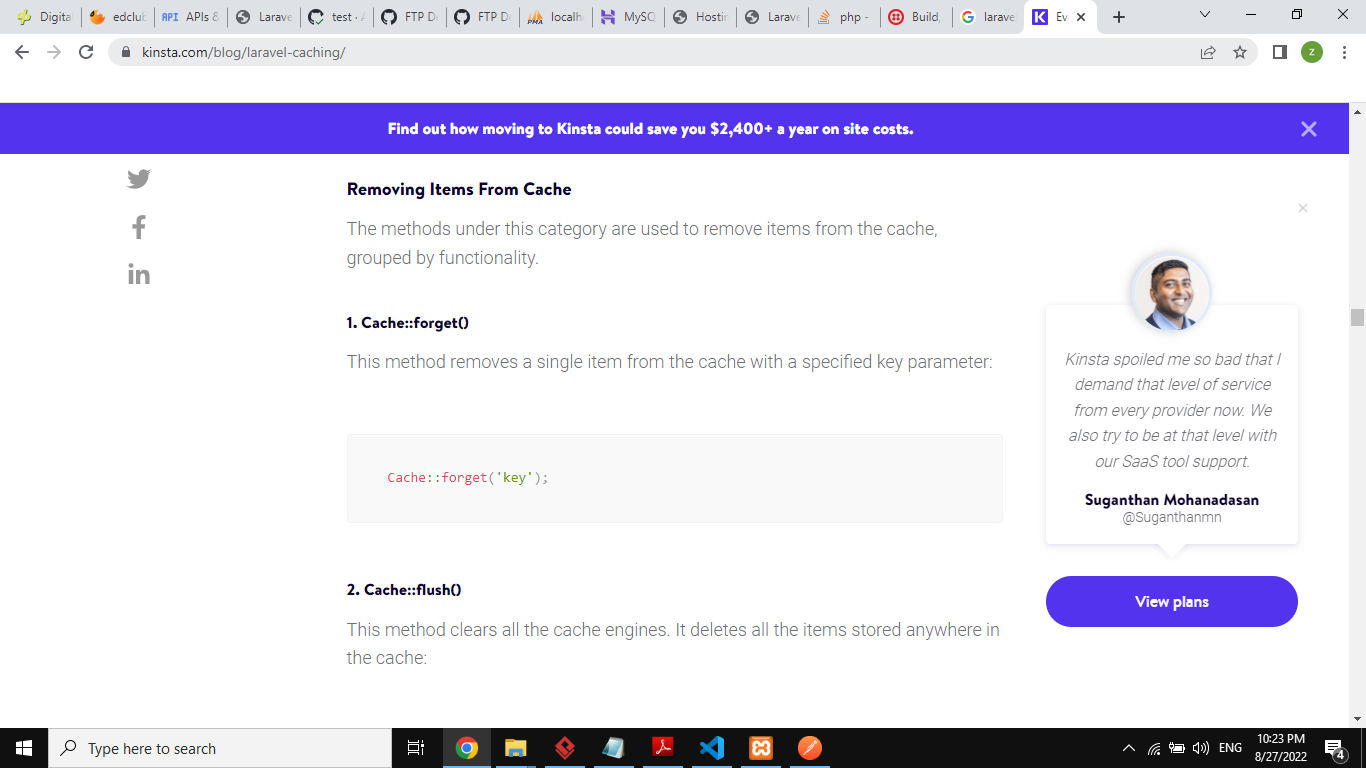 Digita
edclub
API APIs &
Larave
test · A
FTP De
FTP De
PMA localh
MySQ
Hostin
Larave
php -
Build,
larave
Ev
kinsta.com/blog/laravel-caching/
z
Find out how moving to Kinsta could save you $2,400+ a year on site costs.
Removing Items From Cache
The methods under this category are used to remove items from the cache,
grouped by functionality.
1. Cache::forget()
This method removes a single item from the cache with a specified key parameter:
Cache::forget('key');
2. Cache::flush()
This method clears all the cache engines. It deletes all the items stored anywhere in
the cache:
Kinsta spoiled me so bad that I
demand that level of service
from every provider now. We
also try to be at that level with
our SaaS tool support.
Suganthan Mohanadasan
@Suganthanmn
View plans
Type here to search
ENG
10:23 PM
8/27/2022
4